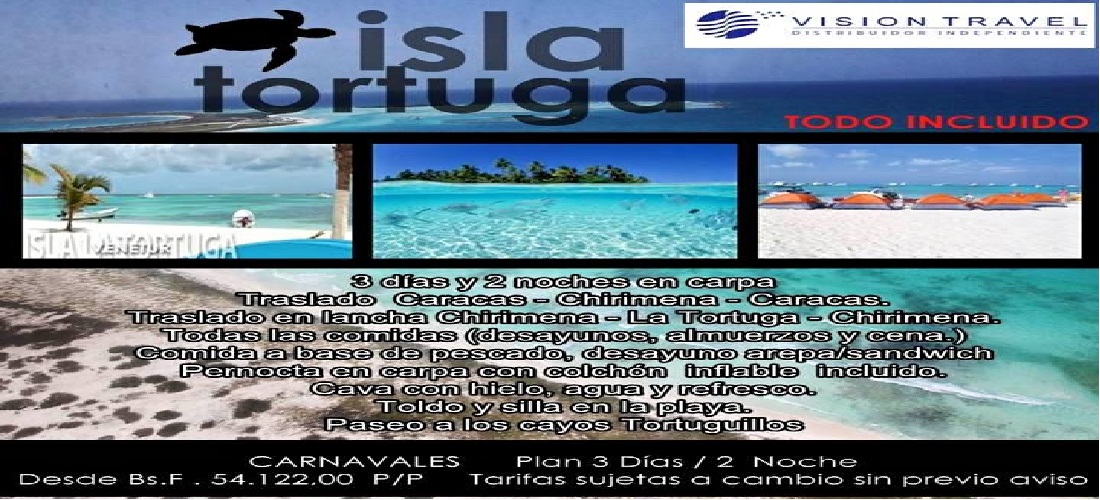 isla
tortuga
VISION TRAVEL
DISTRIBUIDOR INDEPENDIENTE
TODO INCLUIDO
ISLA LA TORTUGA
VENETUR
3 días y 2 noches en carpa
Traslado Caracas - Chirimena - Caracas.
Traslado en lancha Chirimena - La Tortuga - Chirimena.
Todas las comidas (desayunos, almuerzos y cena.)
Comida a base de pescado, desayuno arepa/sandwich
Pernocta en carpa con colchón inflable incluido.
Cava con hielo, agua y refresco.
Toldo y silla en la playa.
Paseo a los cayos Tortuguillos
CARNAVALES Plan 3 Días / 2 Noche
Desde Bs.F . 54.122.00 P/P Tarifas sujetas a cambio sin previo aviso